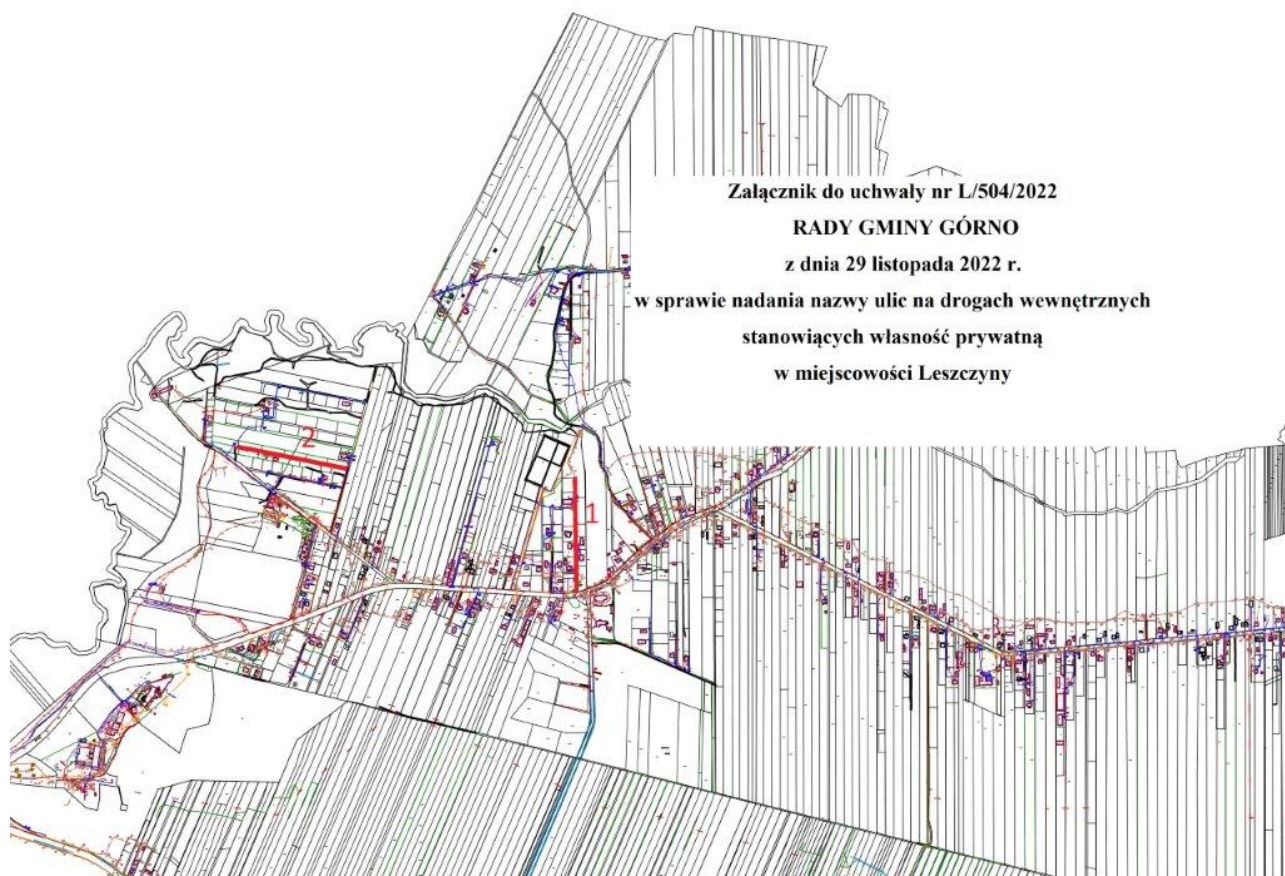 Załącznik do uchwały nr L/504/2022
RADY GMINY GÓRNO
z dnia 29 listopada 2022 r.
w sprawie nadania nazwy ulic na drogach wewnętrznych
stanowiących własność prywatną
w miejscowości Leszczyny
2
1